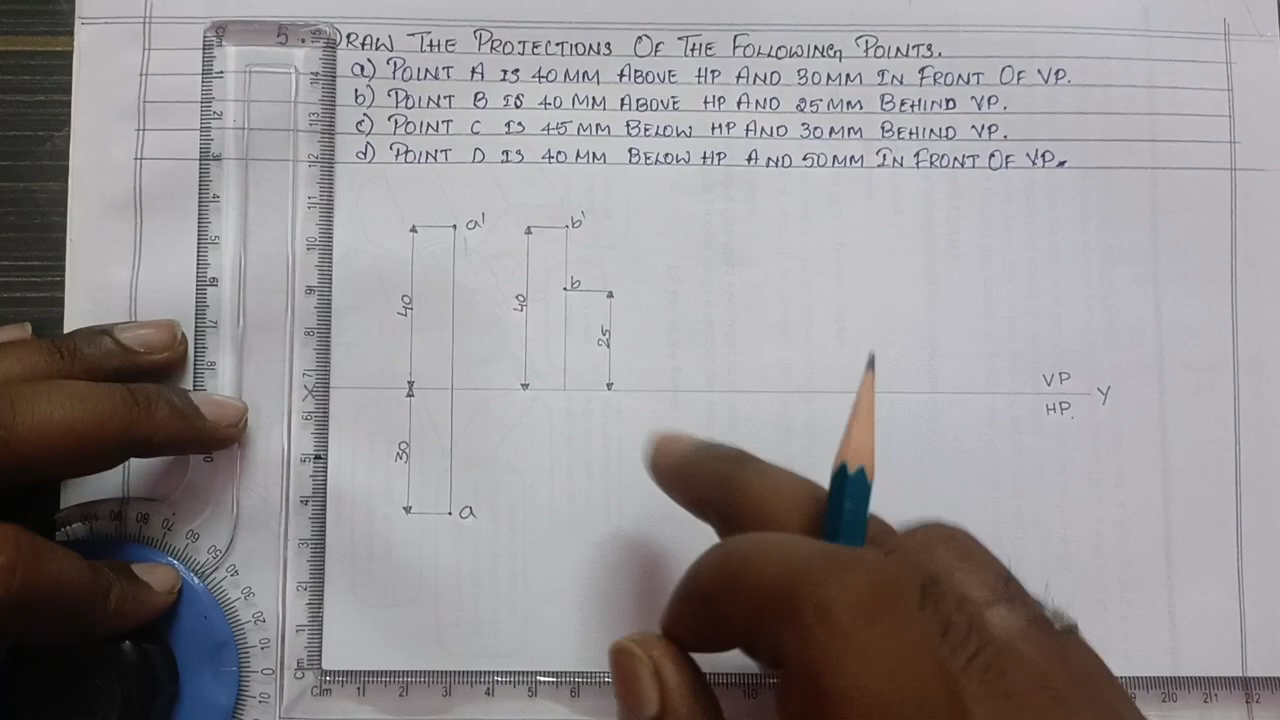 5. DRAW THE PROJECTIONS OF THE FOLLOWING POINTS.
a) POINT A IS 40 MM ABOVE HP AND 30MM IN FRONT OF VP.
b) POINT B IS 40 MM ABOVE HP AND 25 MM BEHIND VP.
c) POINT C IS 45 MM BELOW HP AND 30 MM BEHIND VP.
d) POINT D IS 40 MM BELOW HP AND 50 MM IN FRONT OF VP.
a' b'
b
40 40 25
X VP Y
HP.
30
a